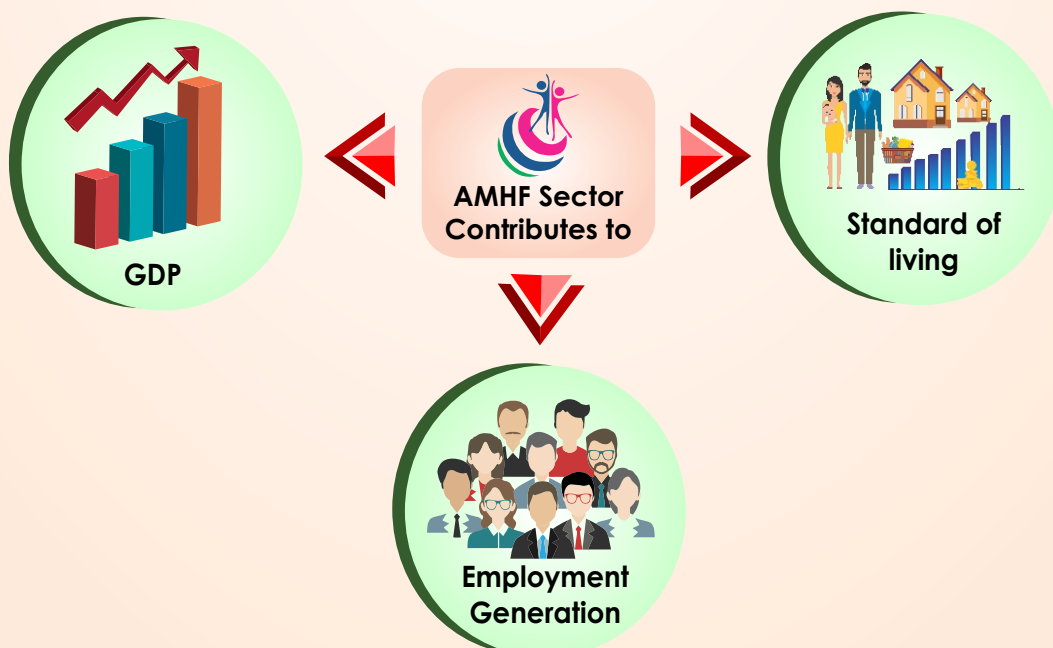 AMHF Sector
Contributes to
GDP
Standard of
living
Employment
Generation